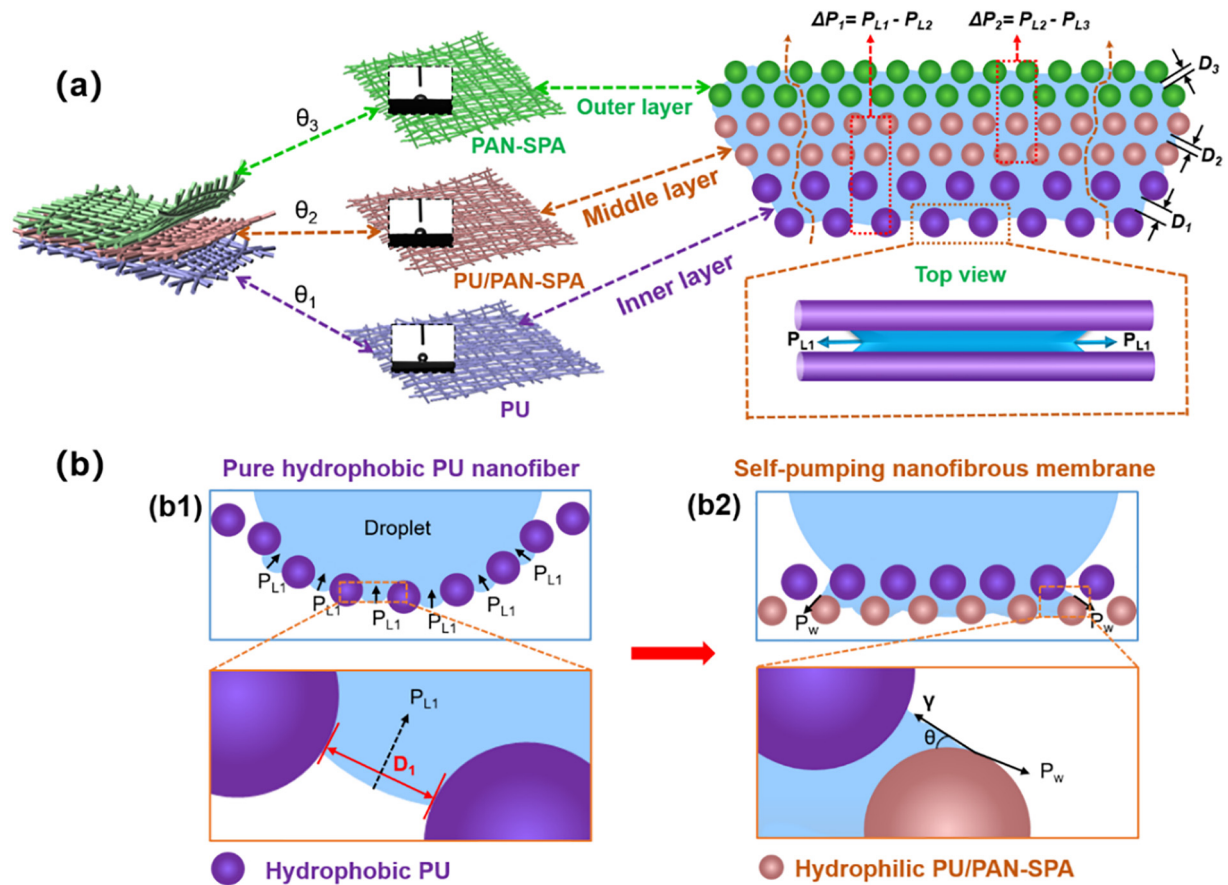 (a)
ΔP1= PL1 - PL2
ΔP2= PL2 - PL3
θ3
PAN-SPA
Outer layer
D3
θ2
PU/PAN-SPA
Middle layer
D2
θ1
PU
Inner layer
D1
Top view
PL1
PL1
(b)
Pure hydrophobic PU nanofiber
Self-pumping nanofibrous membrane
(b1)
Droplet
PL1
PL1
PL1
PL1
PL1
PL1
PL1
(b2)
Pw
Pw
PL1
D1
γ
θ
Pw
Hydrophobic PU
Hydrophilic PU/PAN-SPA